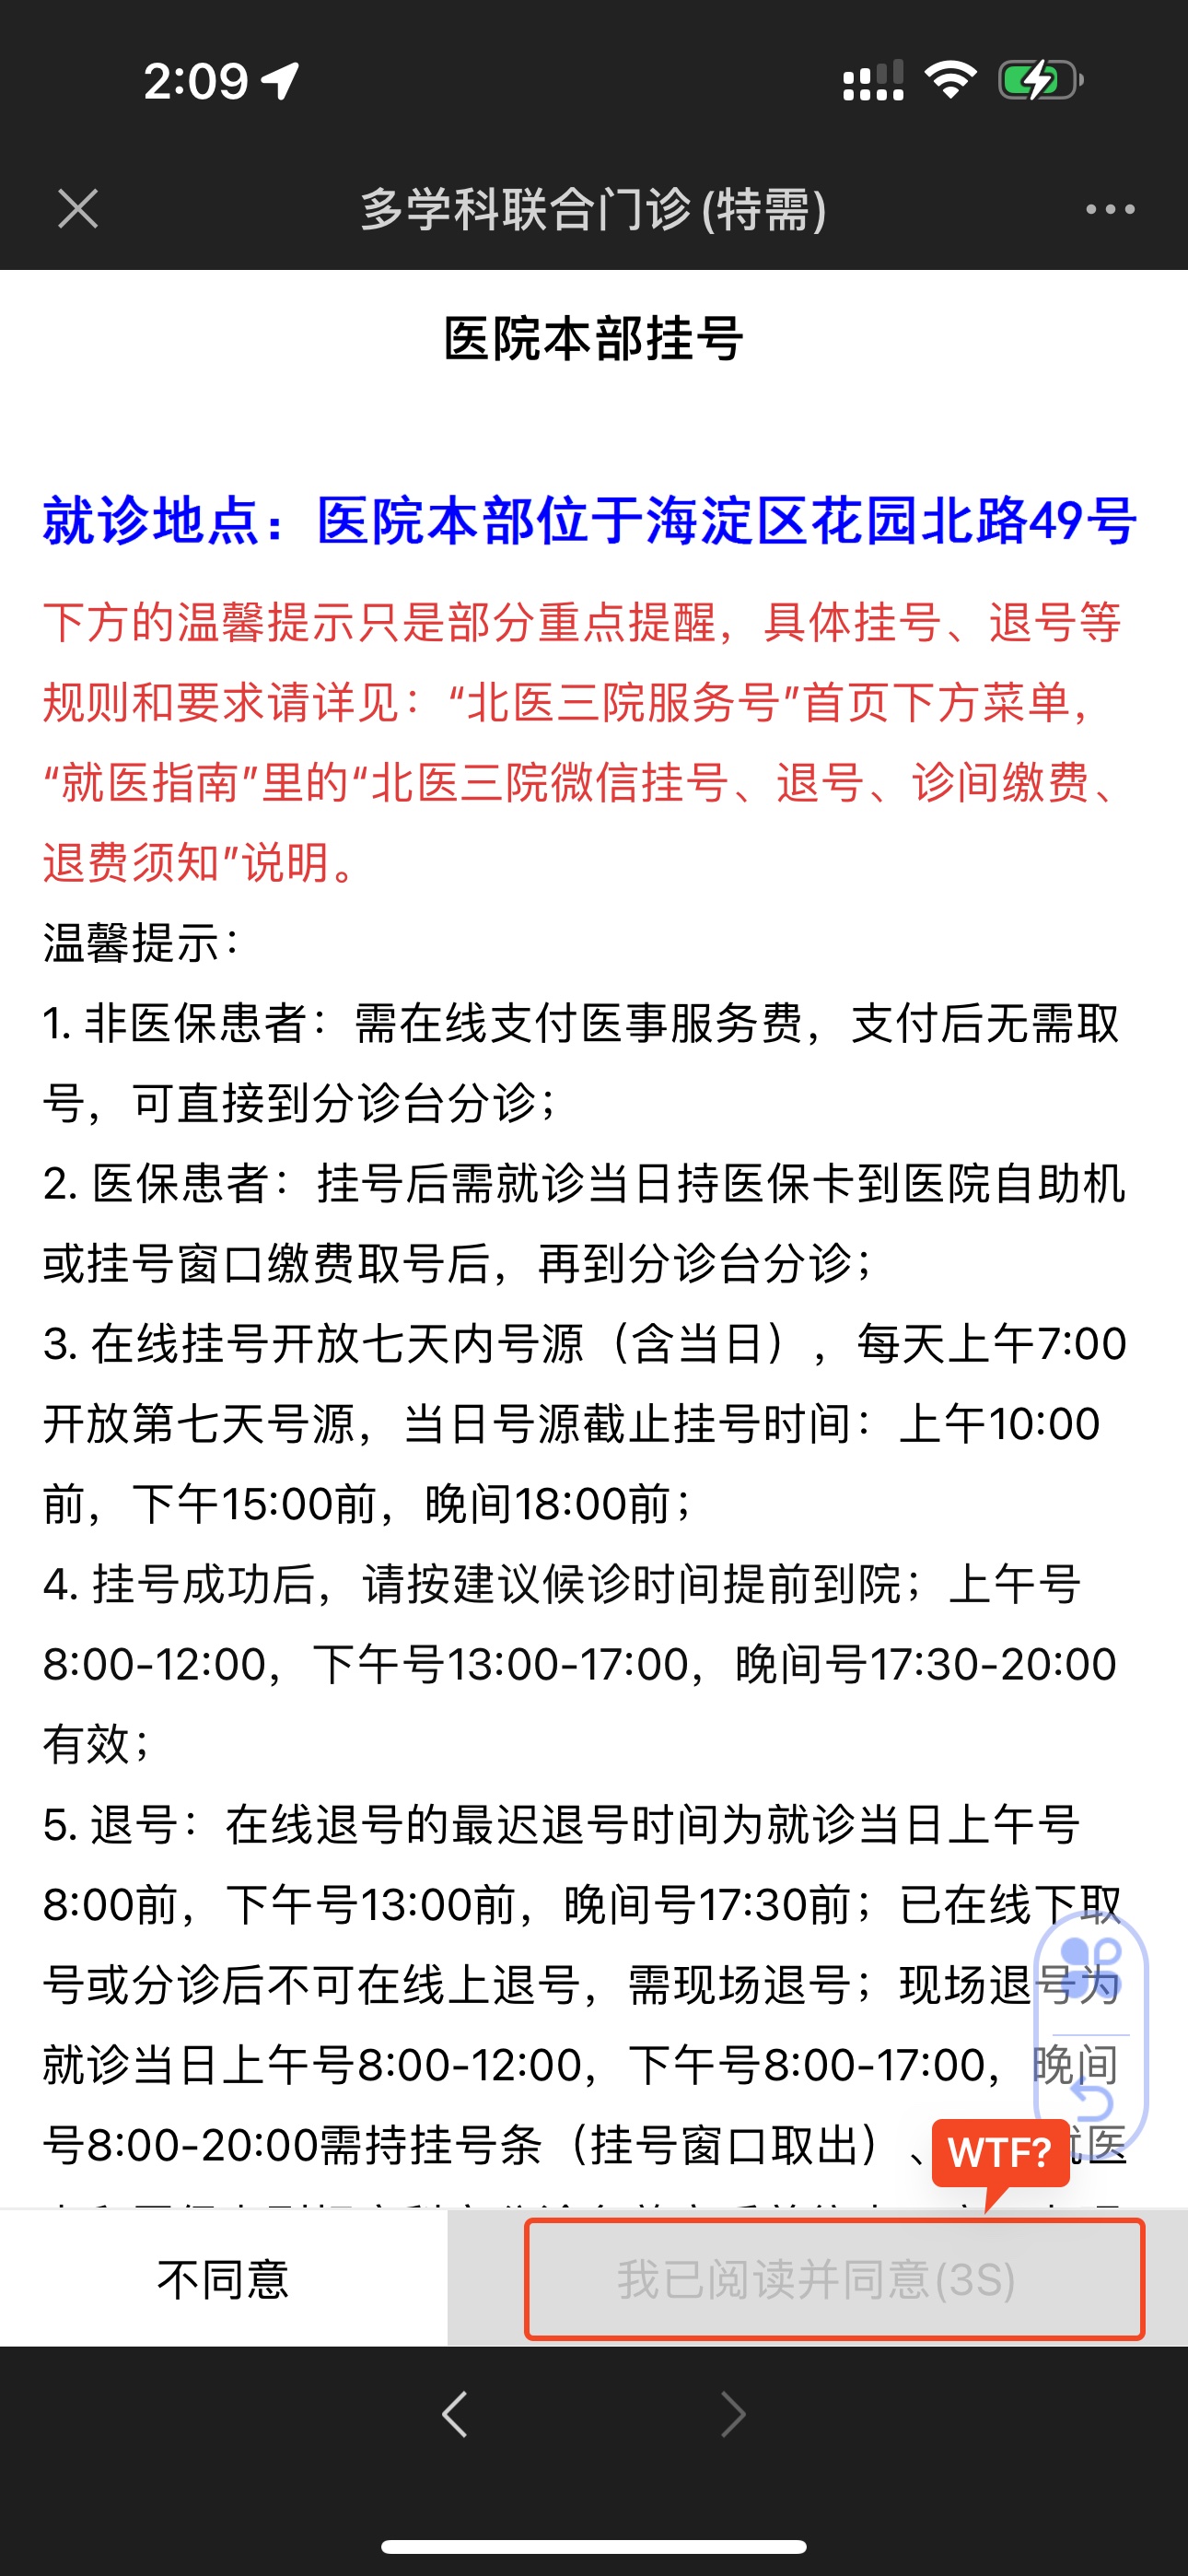 2:09
多学科联合门诊(特需)
医院本部挂号
就诊地点：医院本部位于海淀区花园北路49号
下方的温馨提示只是部分重点提醒，具体挂号、退号等
规则和要求请详见：“北医三院服务号”首页下方菜单，
“就医指南”里的“北医三院微信挂号、退号、诊间缴费、
退费须知”说明。
温馨提示：
1. 非医保患者：需在线支付医事服务费，支付后无需取
号，可直接到分诊台分诊；
2. 医保患者：挂号后需就诊当日持医保卡到医院自助机
或挂号窗口缴费取号后，再到分诊台分诊；
3. 在线挂号开放七天内号源（含当日），每天上午7:00
开放第七天号源，当日号源截止挂号时间：上午10:00
前，下午15:00前，晚间18:00前；
4. 挂号成功后，请按建议候诊时间提前到院；上午号
8:00-12:00，下午号13:00-17:00，晚间号17:30-20:00
有效；
5. 退号：在线退号的最迟退号时间为就诊当日上午号
8:00前，下午号13:00前，晚间号17:30前；已在线下取
号或分诊后不可在线上退号，需现场退号；现场退号为
就诊当日上午号8:00-12:00，下午号8:00-17:00，晚间
号8:00-20:00需持挂号条（挂号窗口取出）、就医
WTF?
不同意
我已阅读并同意(3S)